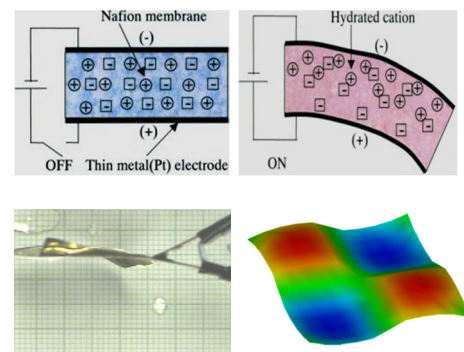 Nafion membrane
(-)
(+)
OFF
Thin metal(Pt) electrode
Hydrated cation
(-)
(+)
ON